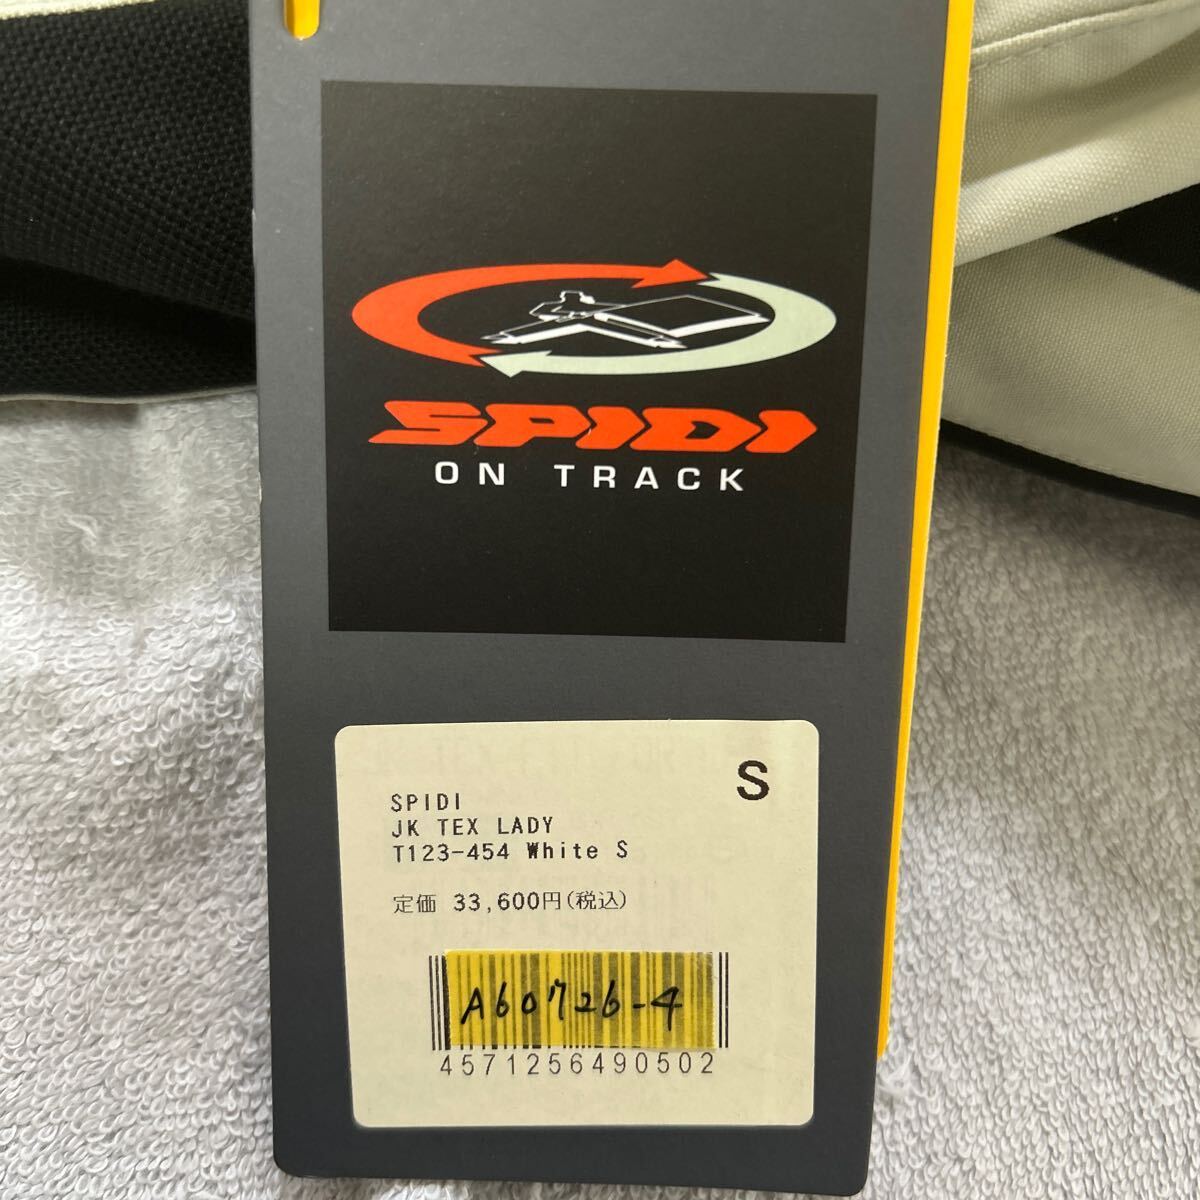 SPIDI
ON TRACK
S
SPIDI
JK TEX LADY
T123-454 White S
定価 33,600円(税込)
A60726-4
4571256490502